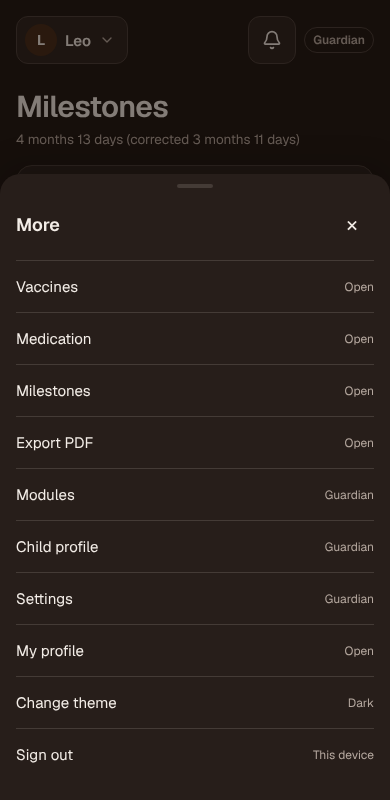 L Leo Guardian
Milestones
4 months 13 days (corrected 3 months 11 days)
More
Vaccines Open
Medication Open
Milestones Open
Export PDF Open
Modules Guardian
Child profile Guardian
Settings Guardian
My profile Open
Change theme Dark
Sign out This device